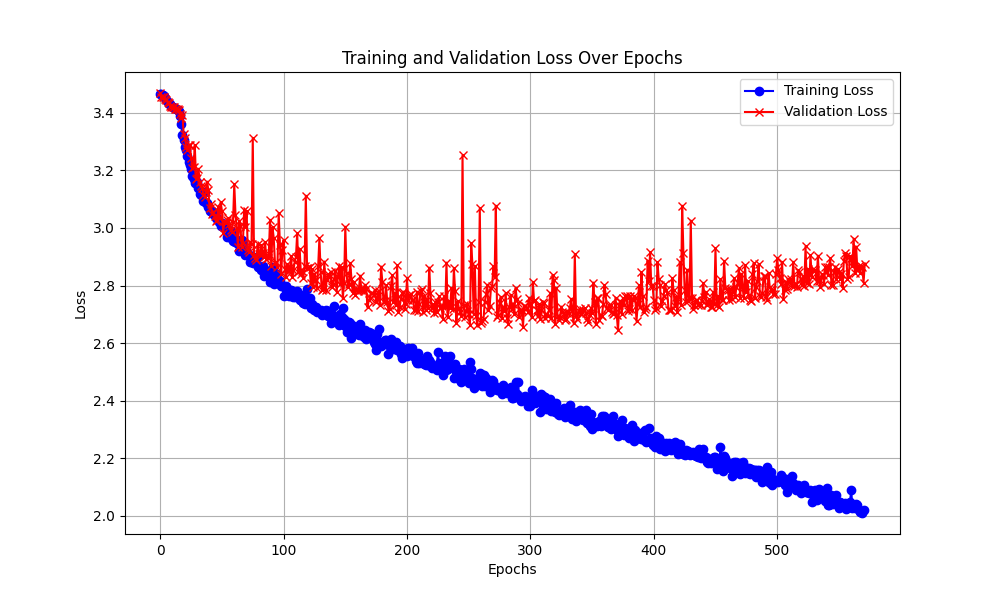 Training and Validation Loss Over Epochs
Training Loss
Validation Loss
3.4
3.2
3.0
2.8
2.6
2.4
2.2
2.0
Loss
0 100 200 300 400 500
Epochs